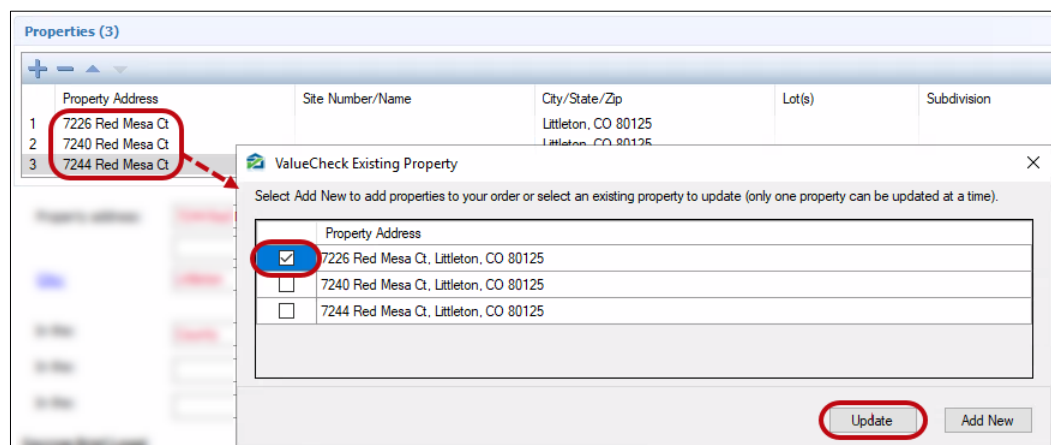 Properties (3)
Property Address Site Number/Name City/State/Zip Lot(s) Subdivision
1 7226 Red Mesa Ct Littleton, CO 80125
2 7240 Red Mesa Ct Littleton, CO 80125
3 7244 Red Mesa Ct
ValueCheck Existing Property
Select Add New to add properties to your order or select an existing property to update (only one property can be updated at a time).
Property Address
7226 Red Mesa Ct, Littleton, CO 80125
7240 Red Mesa Ct, Littleton, CO 80125
7244 Red Mesa Ct, Littleton, CO 80125
Update Add New